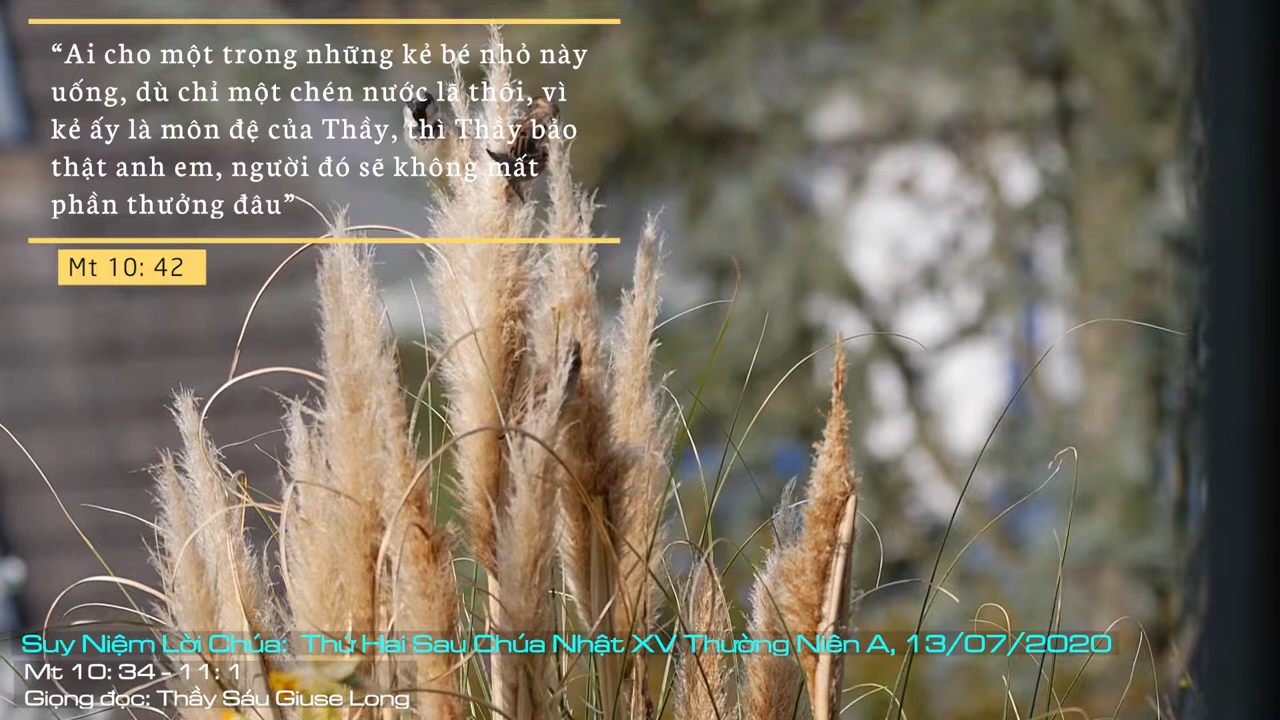 “Ai cho một trong những kẻ bé nhỏ này
uống, dù chỉ một chén nước lã thối, vì
kẻ ấy là môn đệ của Thầy, thì Thầy bảo
thật anh em, người đó sẽ không mất
phần thưởng đâu”
Mt 10: 42
Suy Niệm Lời Chúa: Thứ Hai Sau Chúa Nhật XV Thường Niên A, 13/07/2020
Mt 10: 34 - 11: 1
Giọng đọc: Thầy Sáu Giuse Long